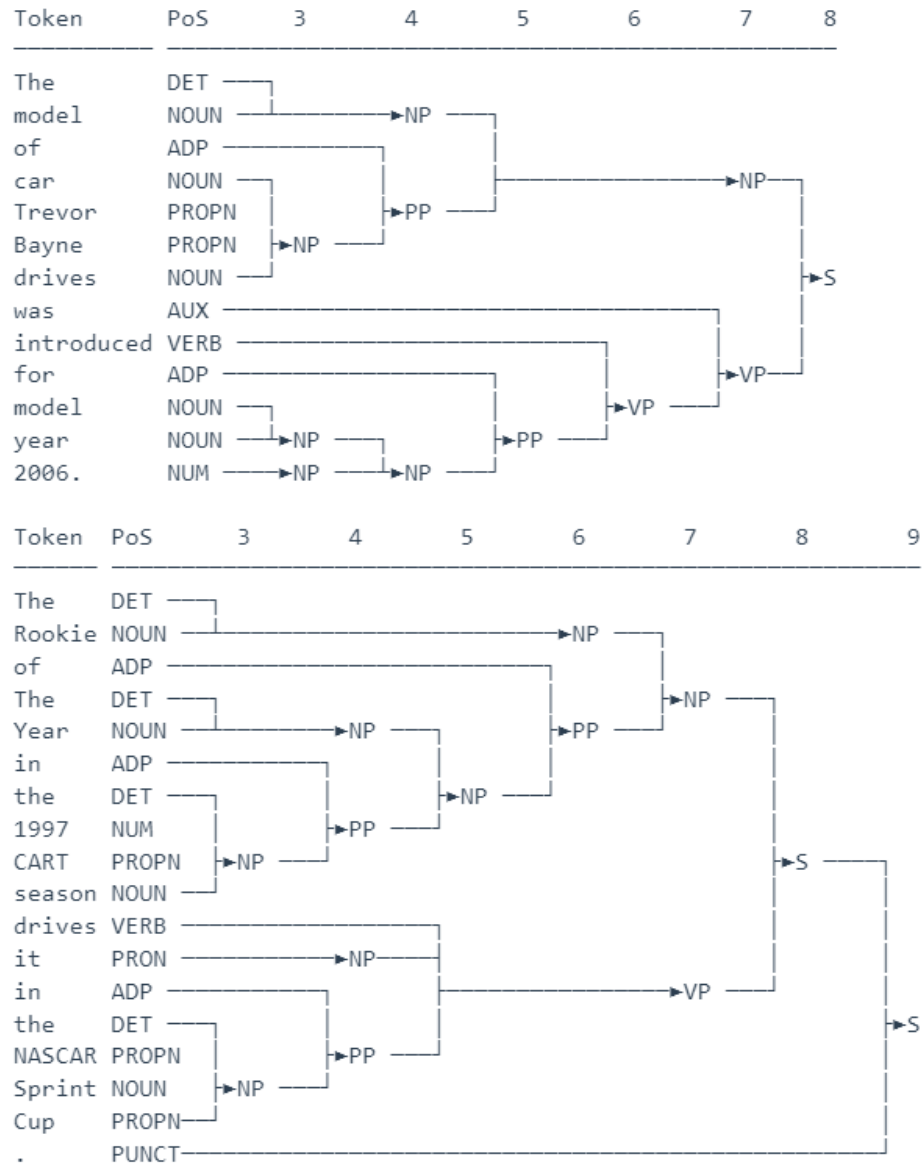 Token PoS 3 4 5 6 7 8
The DET
model NOUN NP
of ADP
car NOUN NP
Trevor PROPN PP
Bayne PROPN NP
drives NOUN S
was AUX
introduced VERB
for ADP VP
model NOUN VP
year NOUN NP PP
2006. NUM NP NP
Token PoS 3 4 5 6 7 8 9
The DET
Rookie NOUN NP
of ADP
The DET NP
Year NOUN NP PP
in ADP
the DET NP
1997 NUM PP
CART PROPN NP S
season NOUN
drives VERB
it PRON NP
in ADP VP
the DET S
NASCAR PROPN PP
Sprint NOUN NP
Cup PROPN
. PUNCT